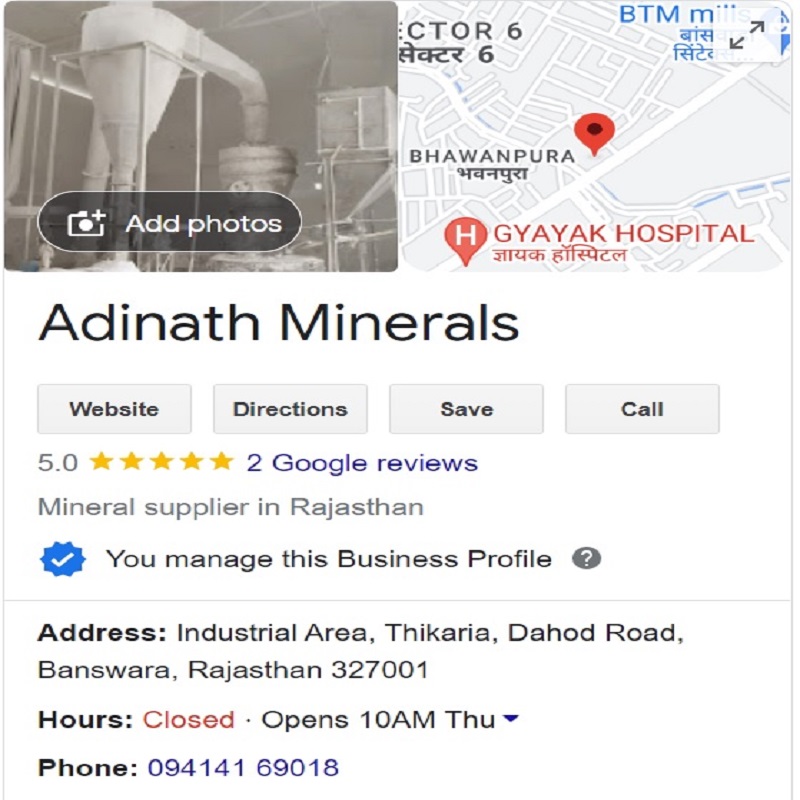 ECTOR 6
सेक्टर 6
BTM mills
BHAWANPURA
भवनपुरा
GYAYAK HOSPITAL
ज्ञायक हॉस्पिटल
Add photos
Adinath Minerals
Website Directions Save Call
5.0 2 Google reviews
Mineral supplier in Rajasthan
You manage this Business Profile ?
Address: Industrial Area, Thikaria, Dahod Road,
Banswara, Rajasthan 327001
Hours: Closed · Opens 10AM Thu
Phone: 094141 69018